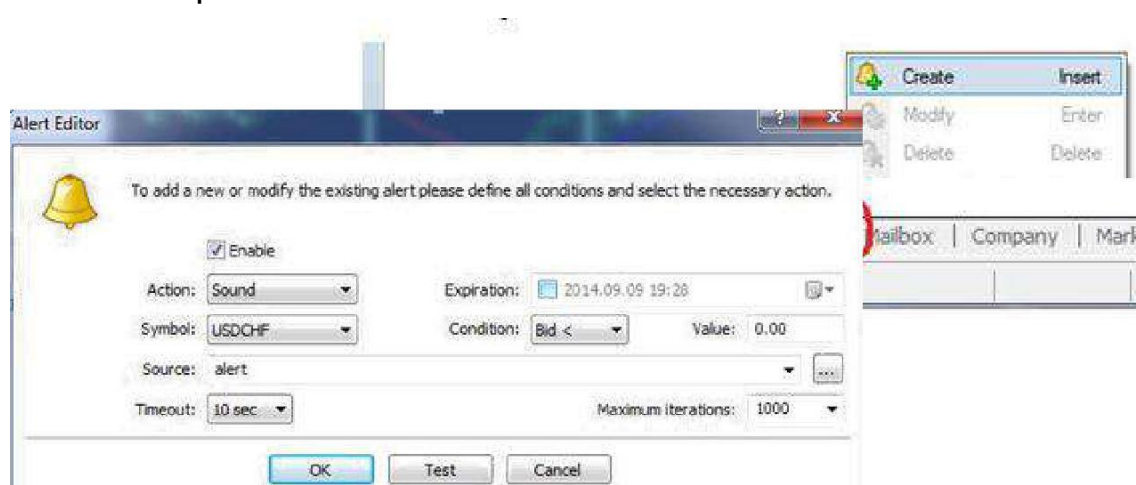 Create Insert
Alert Editor
? x
Modify Enter
Delete Delete
To add a new or modify the existing alert please define all conditions and select the necessary action.
Mailbox | Company | Mark
Enable
Action: Sound Expiration: 2014.09.09 19:28
Symbol: USDCHF Condition: Bid < Value: 0.00
Source: alert ...
Timeout: 10 sec Maximum iterations: 1000
OK Test Cancel